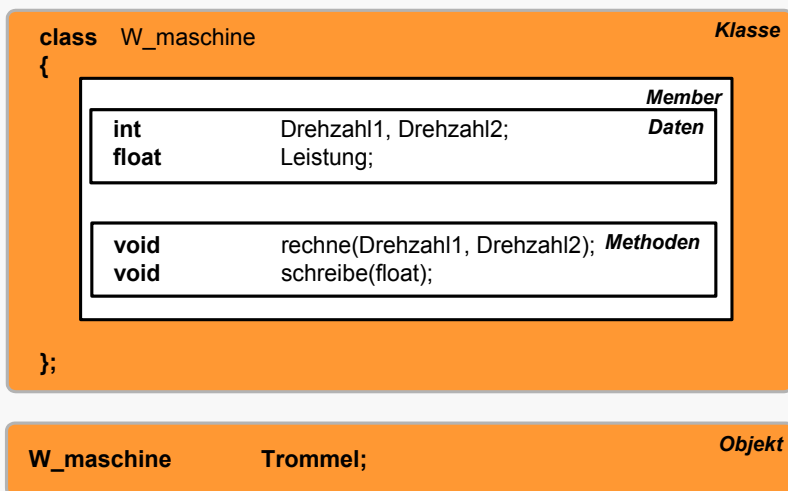 class W_maschine Klasse
{
Member
int Drehzahl1, Drehzahl2; Daten
float Leistung;
void rechne(Drehzahl1, Drehzahl2); Methoden
void schreibe(float);
};
W_maschine Trommel; Objekt